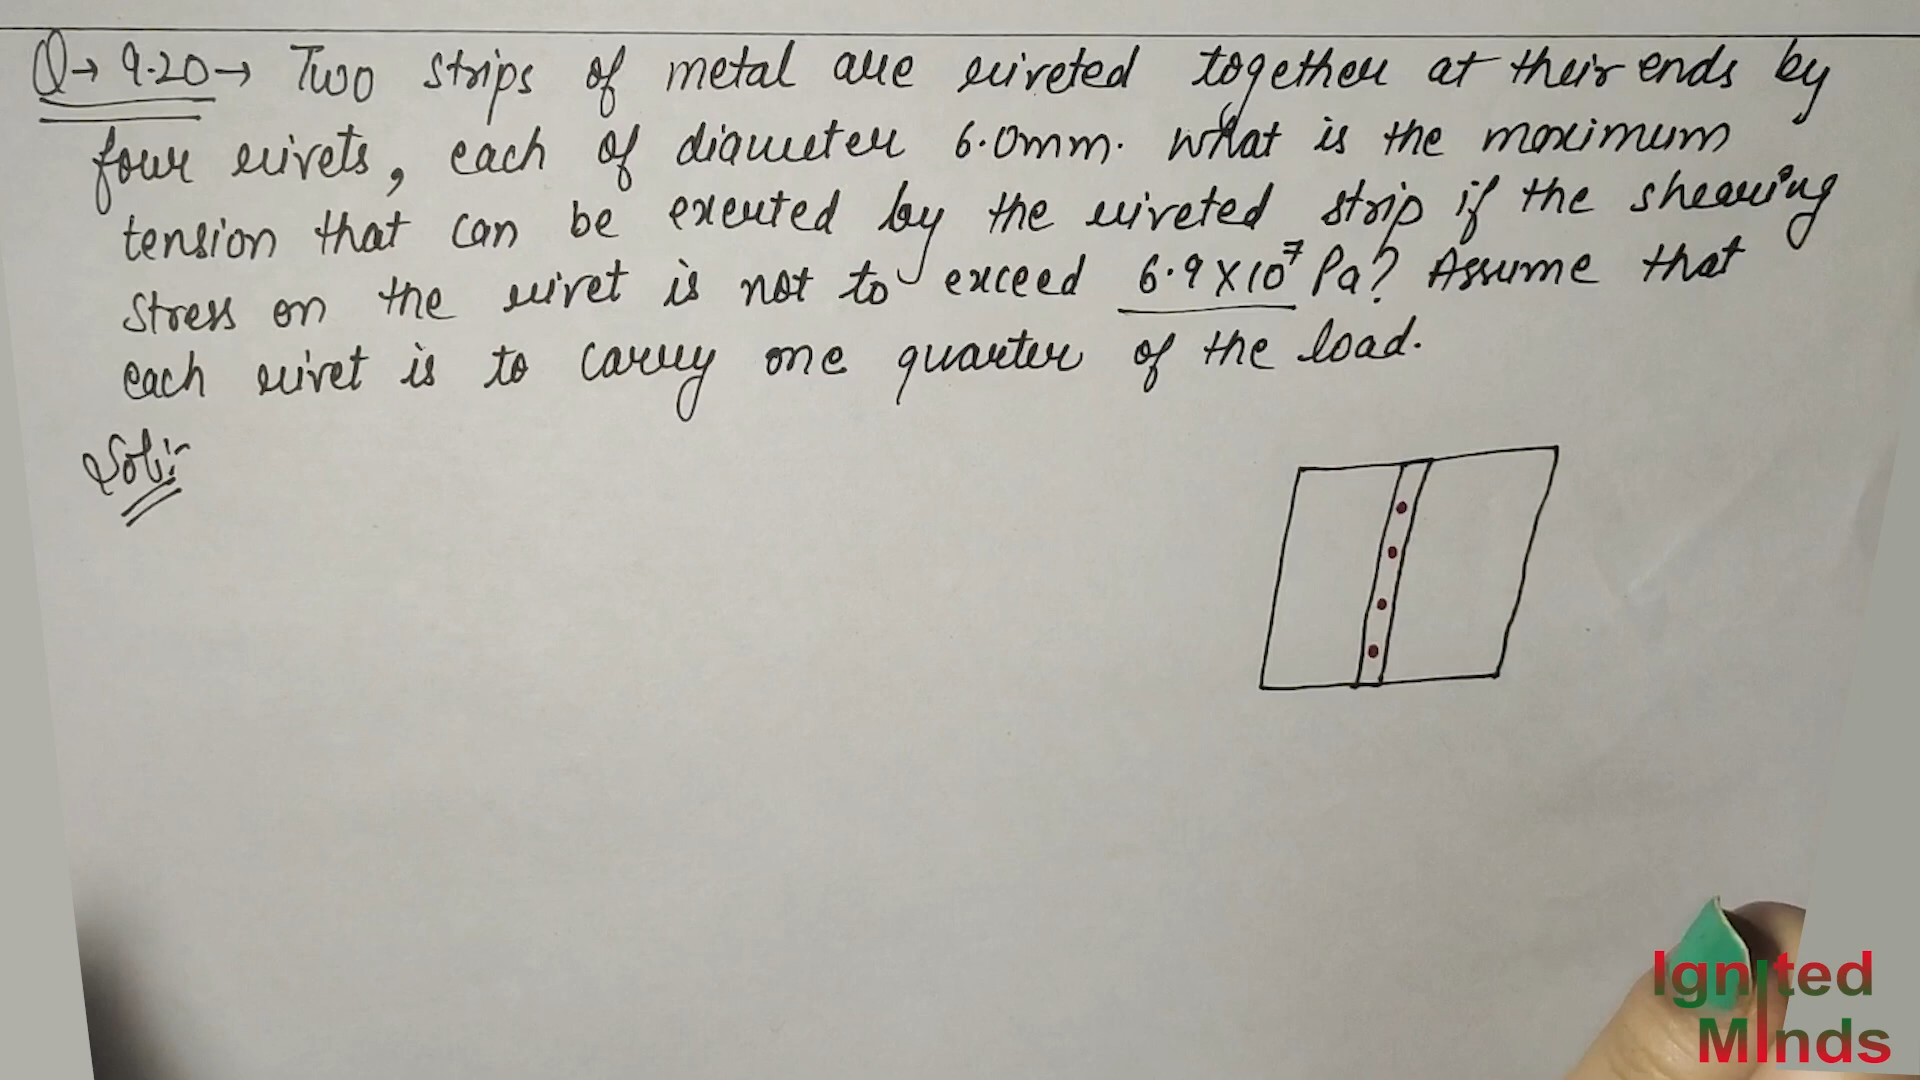 Q→ 9.20→ Two strips of metal are riveted together at their ends by
four rivets, each of diameter 6.0mm. What is the maximum
tension that can be exerted by the riveted strip if the shearing
stress on the rivet is not to exceed 6.9 X 10⁷ Pa? Assume that
each rivet is to carry one quarter of the load.
Sol:-
Ignited
Minds